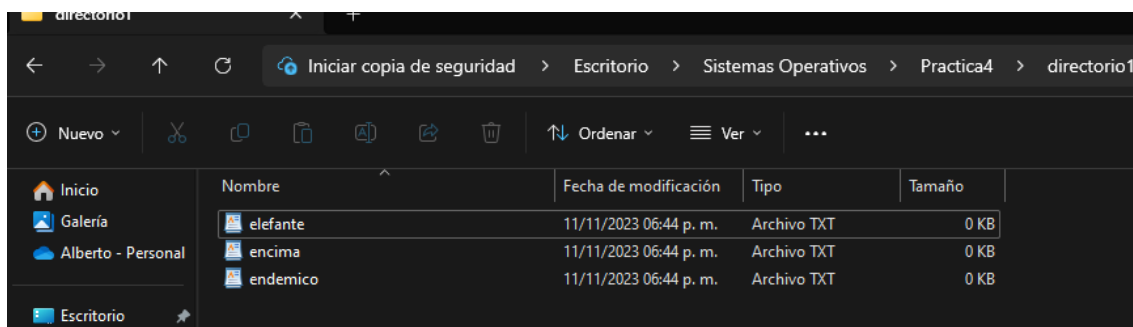 directorio1
Iniciar copia de seguridad > Escritorio > Sistemas Operativos > Practica4 > directorio1
Nuevo Ordenar Ver ...
Inicio
Galería
Alberto - Personal
Escritorio
Nombre Fecha de modificación Tipo Tamaño
elefante 11/11/2023 06:44 p. m. Archivo TXT 0 KB
encima 11/11/2023 06:44 p. m. Archivo TXT 0 KB
endemico 11/11/2023 06:44 p. m. Archivo TXT 0 KB